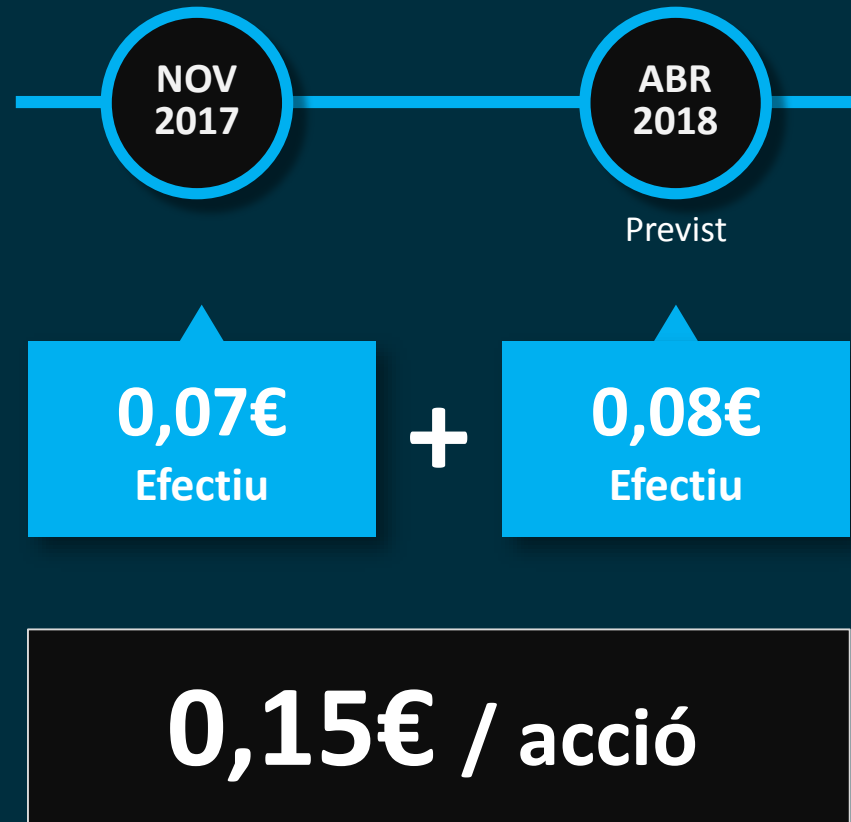 NOV
2017
ABR
2018
Previst
0,07€
Efectiu
+
0,08€
Efectiu
0,15€ / acció